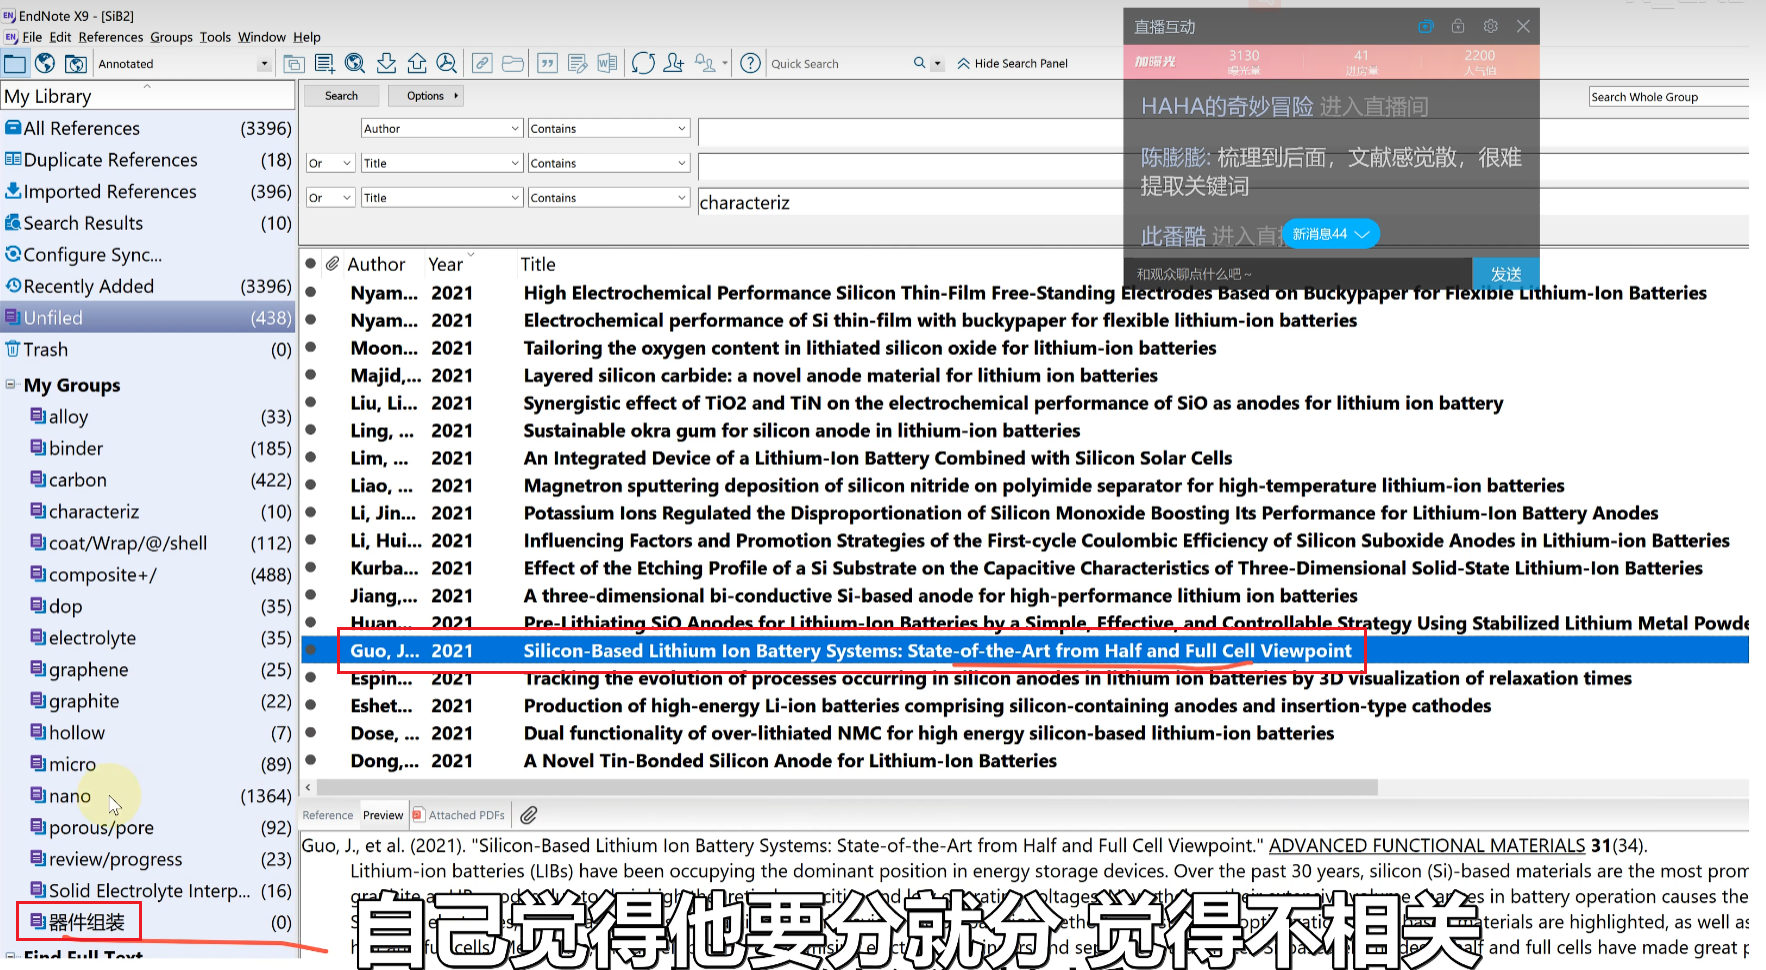 EndNote X9 - [SiB2]
File Edit References Groups Tools Window Help
Annotated
Quick Search
Hide Search Panel
My Library
All References (3396)
Duplicate References (18)
Imported References (396)
Search Results (10)
Configure Sync...
Recently Added (3396)
Unfiled (438)
Trash (0)
My Groups
alloy (33)
binder (185)
carbon (422)
characteriz (10)
coat/Wrap/@/shell (112)
composite+/ (488)
dop (35)
electrolyte (35)
graphene (25)
graphite (22)
hollow (7)
micro (89)
nano (1364)
porous/pore (92)
review/progress (23)
Solid Electrolyte Interp... (16)
器件组装 (0)
Find Full Text
Search Options
Search Whole Group
Author Contains
Or Title Contains
Or Title Contains characteriz
直播互动
加曝光 3130 41 2200
曝光量 进房量 人气值
HAHA的奇妙冒险 进入直播间
陈膨膨: 梳理到后面，文献感觉散，很难
提取关键词
此番酷 进入直
新消息44
和观众聊点什么吧~
发送
Author Year Title
Nyam... 2021 High Electrochemical Performance Silicon Thin-Film Free-Standing Electrodes Based on Buckypaper for Flexible Lithium-Ion Batteries
Nyam... 2021 Electrochemical performance of Si thin-film with buckypaper for flexible lithium-ion batteries
Moon... 2021 Tailoring the oxygen content in lithiated silicon oxide for lithium-ion batteries
Majid,... 2021 Layered silicon carbide: a novel anode material for lithium ion batteries
Liu, Li... 2021 Synergistic effect of TiO2 and TiN on the electrochemical performance of SiO as anodes for lithium ion battery
Ling, ... 2021 Sustainable okra gum for silicon anode in lithium-ion batteries
Lim, ... 2021 An Integrated Device of a Lithium-Ion Battery Combined with Silicon Solar Cells
Liao, ... 2021 Magnetron sputtering deposition of silicon nitride on polyimide separator for high-temperature lithium-ion batteries
Li, Jin... 2021 Potassium Ions Regulated the Disproportionation of Silicon Monoxide Boosting Its Performance for Lithium-Ion Battery Anodes
Li, Hui... 2021 Influencing Factors and Promotion Strategies of the First-cycle Coulombic Efficiency of Silicon Suboxide Anodes in Lithium-ion Batteries
Kurba... 2021 Effect of the Etching Profile of a Si Substrate on the Capacitive Characteristics of Three-Dimensional Solid-State Lithium-Ion Batteries
Jiang,... 2021 A three-dimensional bi-conductive Si-based anode for high-performance lithium ion batteries
Huan... 2021 Pre-Lithiating SiO Anodes for Lithium-Ion Batteries by a Simple, Effective, and Controllable Strategy Using Stabilized Lithium Metal Powde
Guo, J... 2021 Silicon-Based Lithium Ion Battery Systems: State-of-the-Art from Half and Full Cell Viewpoint
Espin... 2021 Tracking the evolution of processes occurring in silicon anodes in lithium ion batteries by 3D visualization of relaxation times
Eshet... 2021 Production of high-energy Li-ion batteries comprising silicon-containing anodes and insertion-type cathodes
Dose, ... 2021 Dual functionality of over-lithiated NMC for high energy silicon-based lithium-ion batteries
Dong,... 2021 A Novel Tin-Bonded Silicon Anode for Lithium-Ion Batteries
Reference Preview Attached PDFs
Guo, J., et al. (2021). "Silicon-Based Lithium Ion Battery Systems: State-of-the-Art from Half and Full Cell Viewpoint." ADVANCED FUNCTIONAL MATERIALS 31(34).
Lithium-ion batteries (LIBs) have been occupying the dominant position in energy storage devices. Over the past 30 years, silicon (Si)-based materials are the most prom
in battery operation causes the
materials are highlighted, as well as
and full cells have made great p
自己觉得他要分就分 觉得不相关